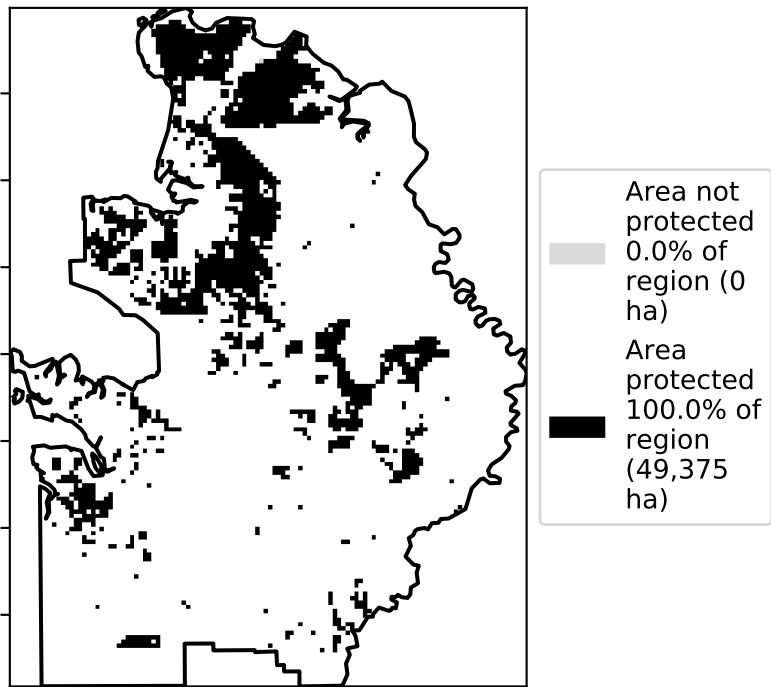 Area not
protected
0.0% of
region (0
ha)
Area
protected
100.0% of
region
(49,375
ha)